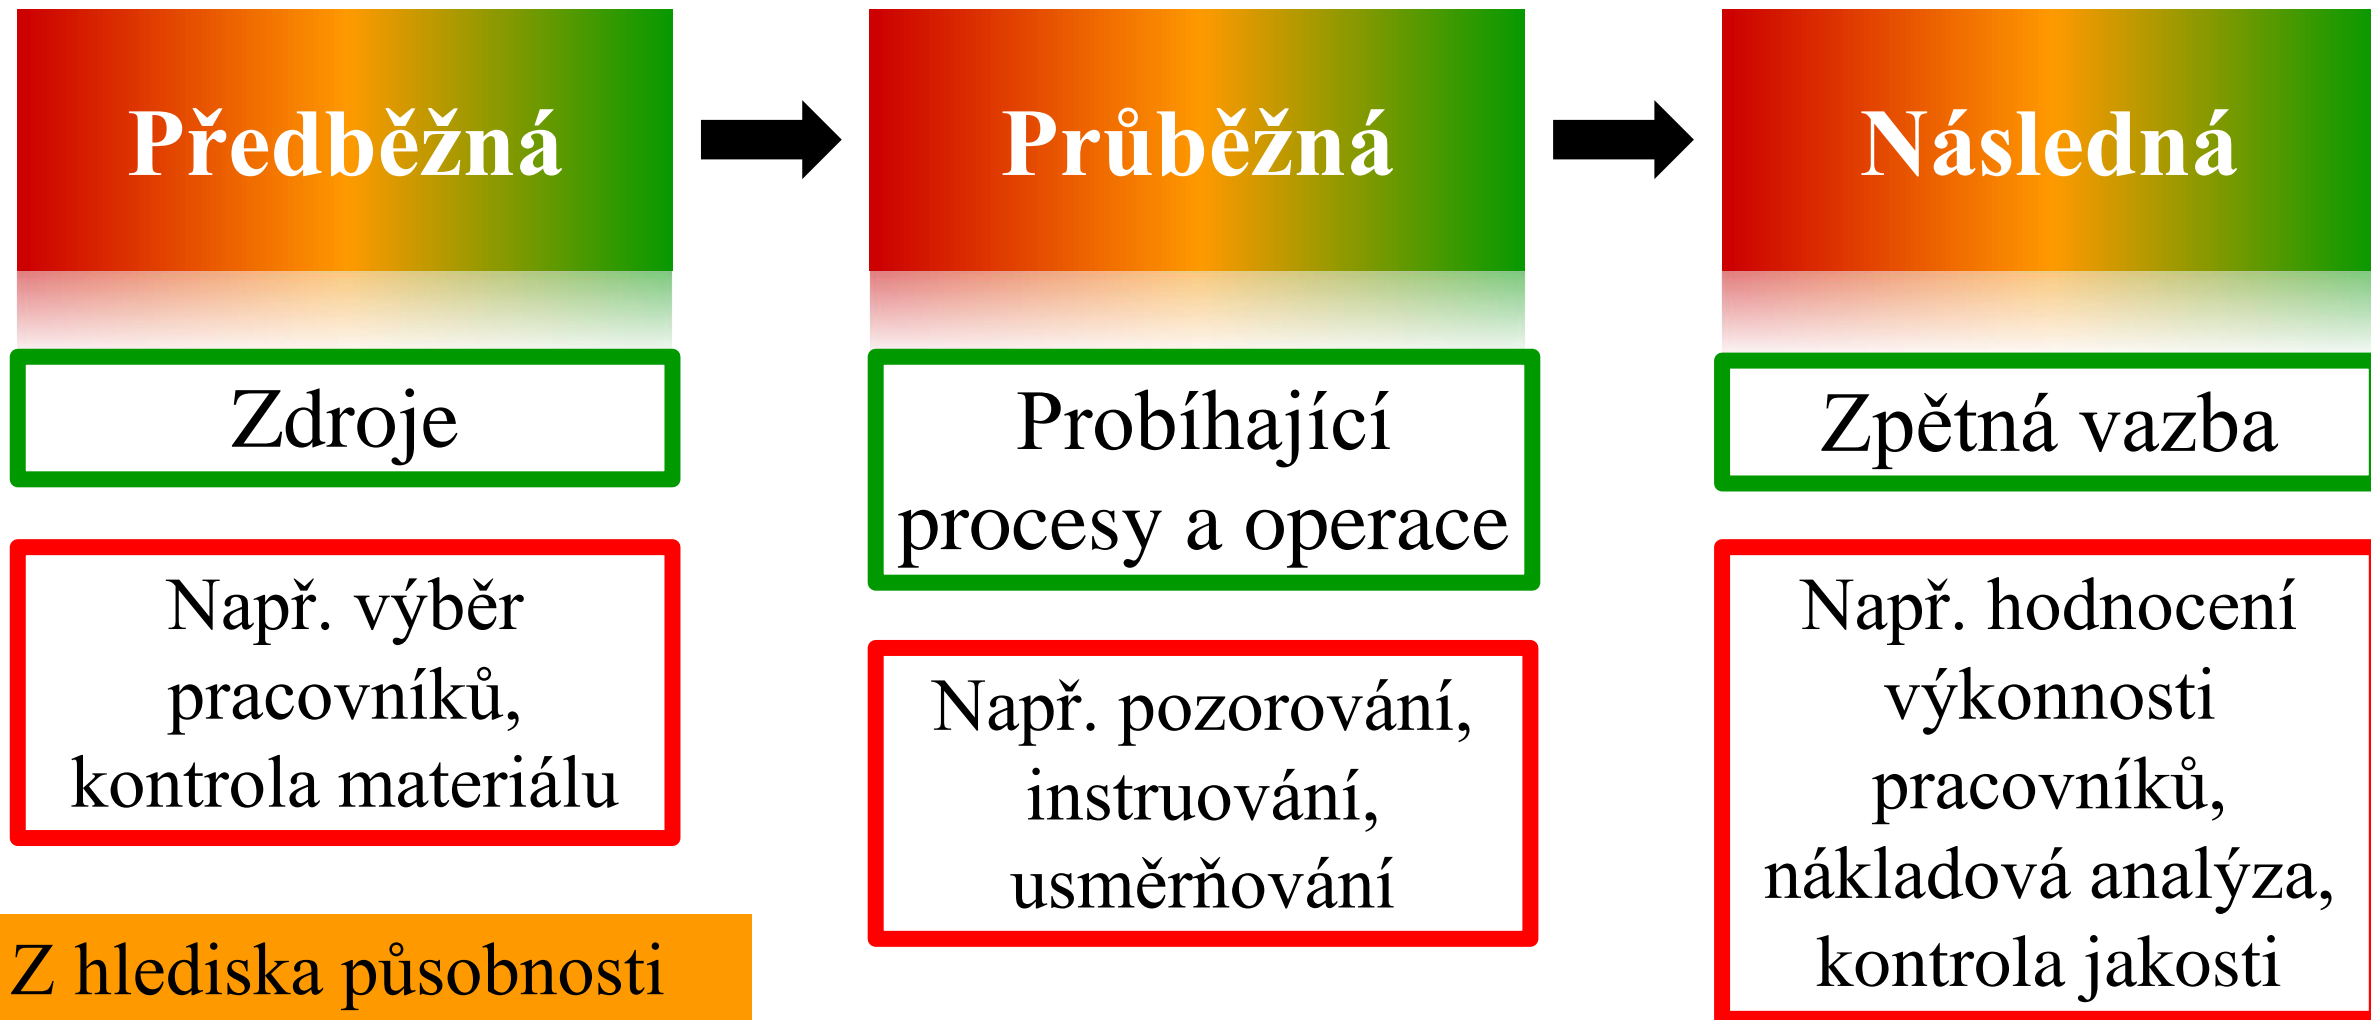 Předběžná
Průběžná
Následná
Zdroje
Probíhající
procesy a operace
Zpětná vazba
Např. výběr
pracovníků,
kontrola materiálu
Např. pozorování,
instruování,
usměrňování
Např. hodnocení
výkonnosti
pracovníků,
nákladová analýza,
kontrola jakosti
Z hlediska působnosti